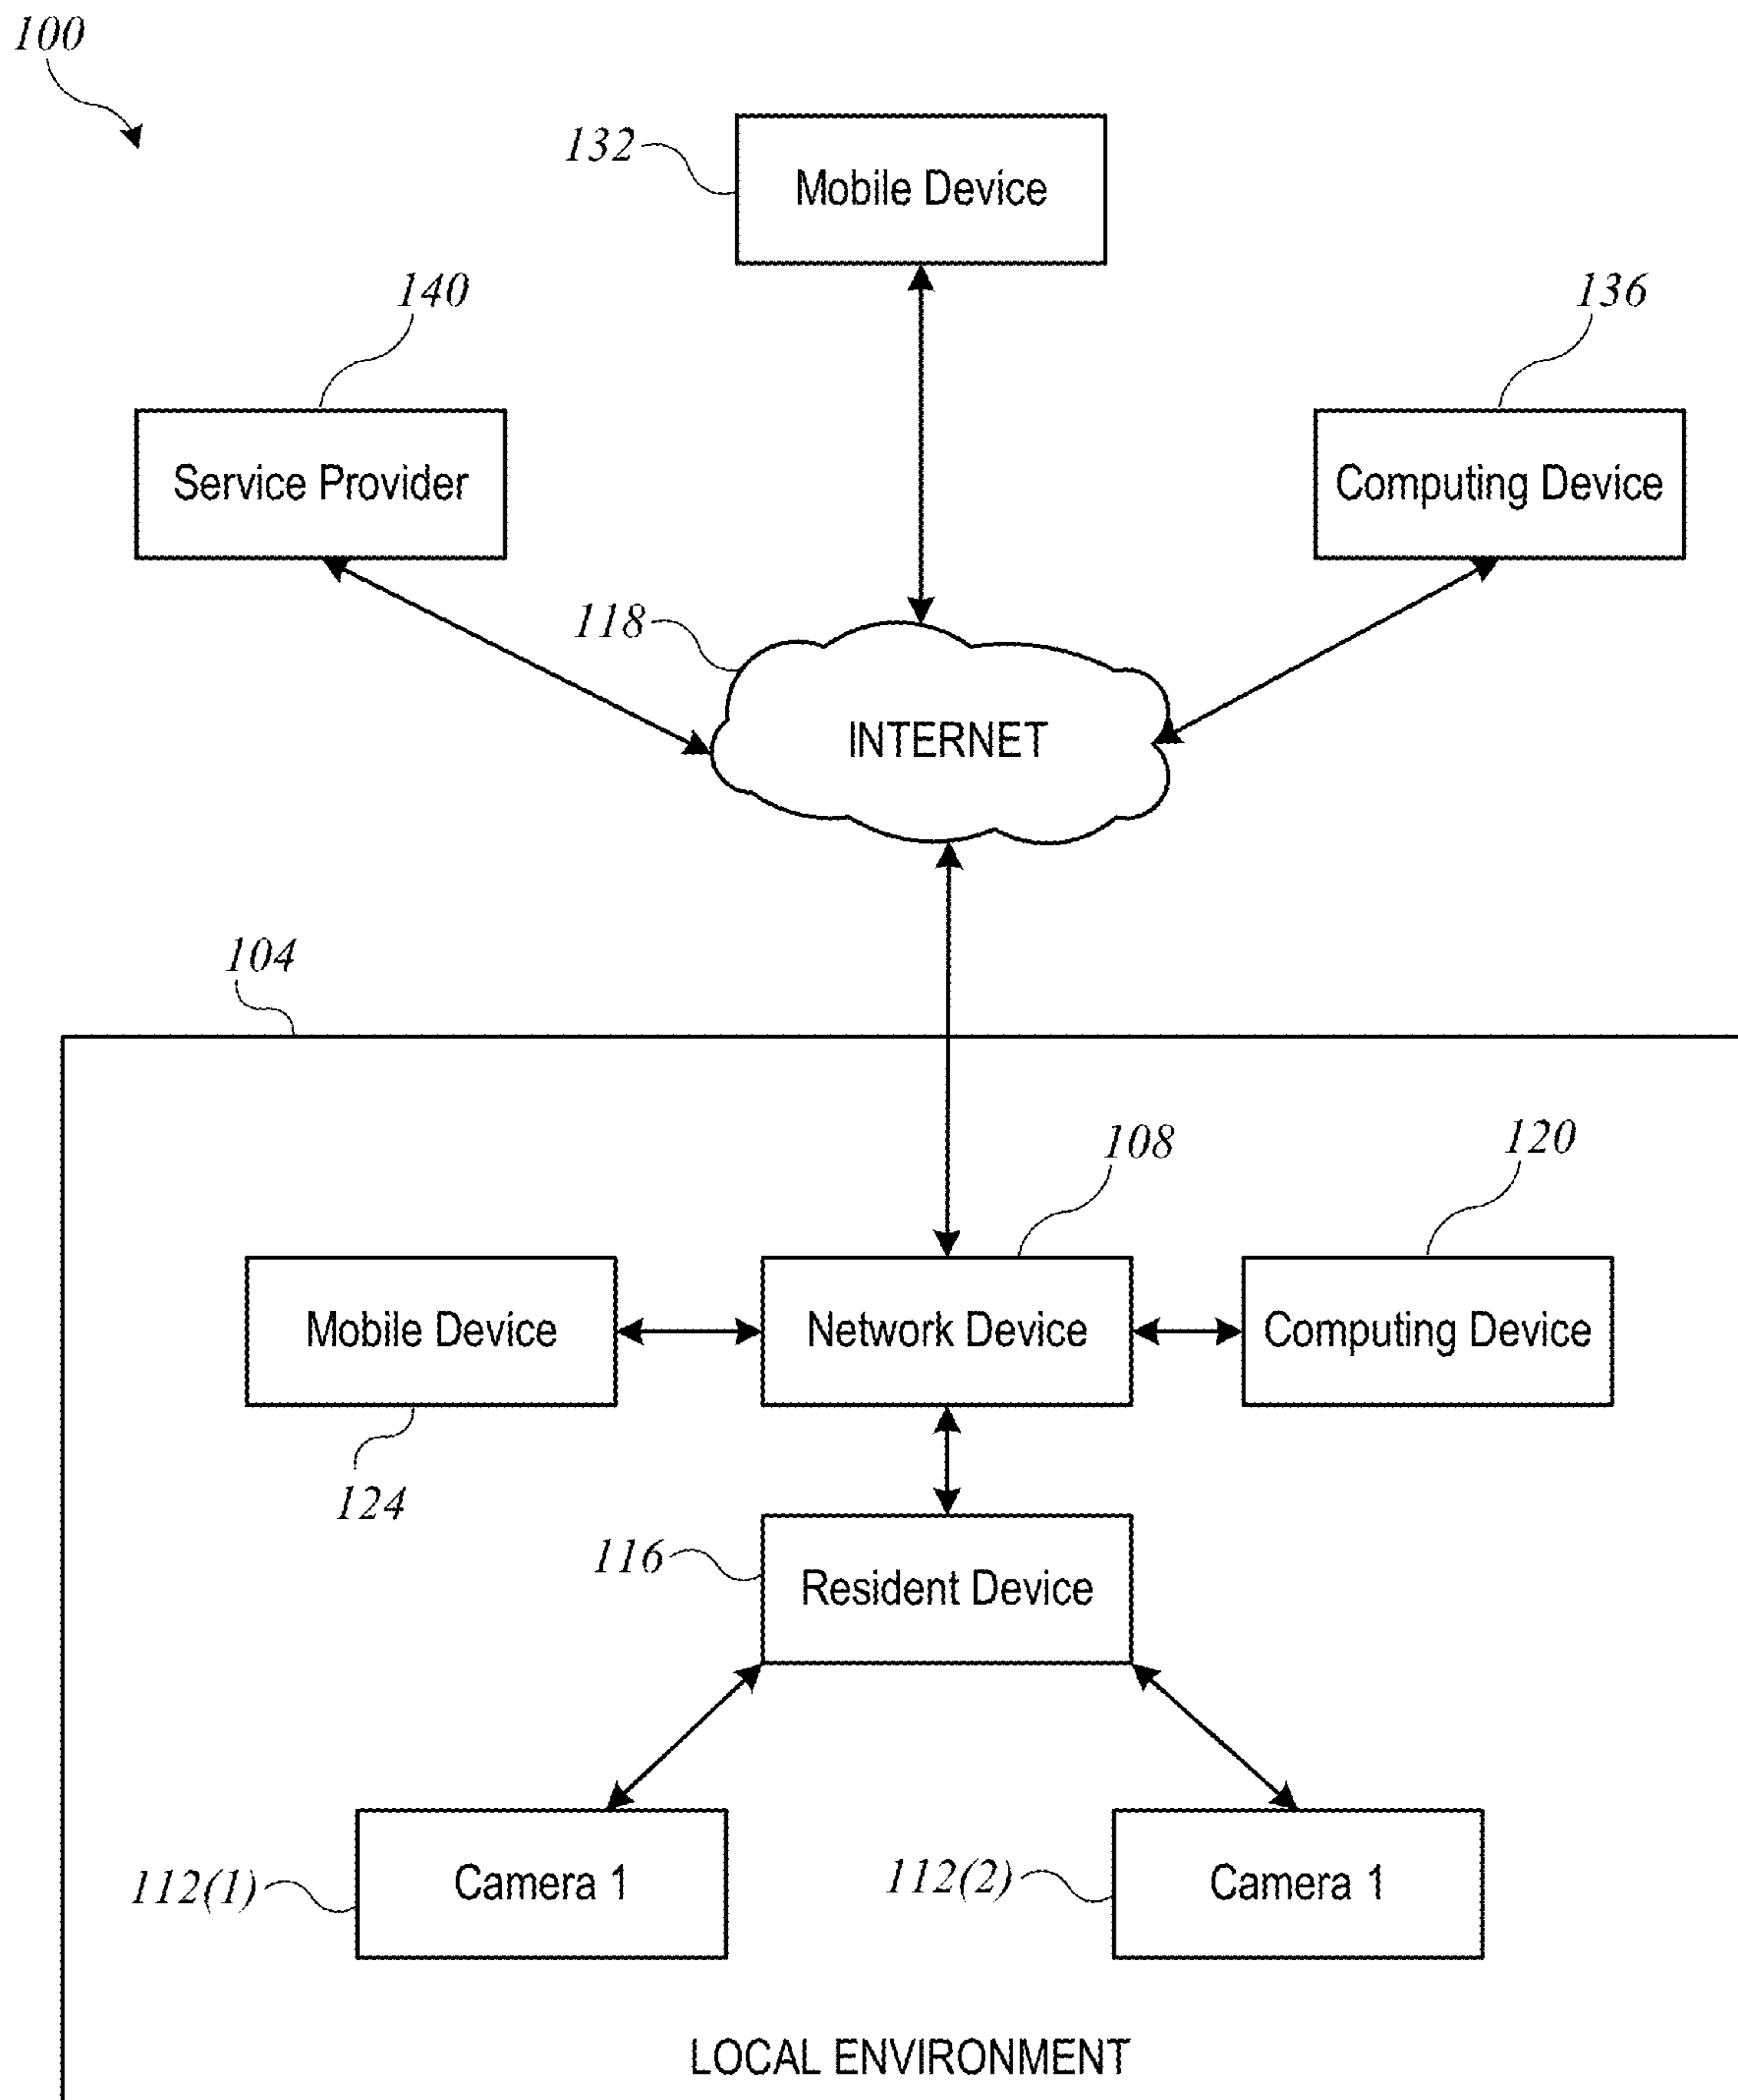 100
132
Mobile Device
140
136
Service Provider
Computing Device
118
INTERNET
104
108
120
Mobile Device
Network Device
Computing Device
124
116
Resident Device
112(1)
Camera 1
112(2)
Camera 1
LOCAL ENVIRONMENT